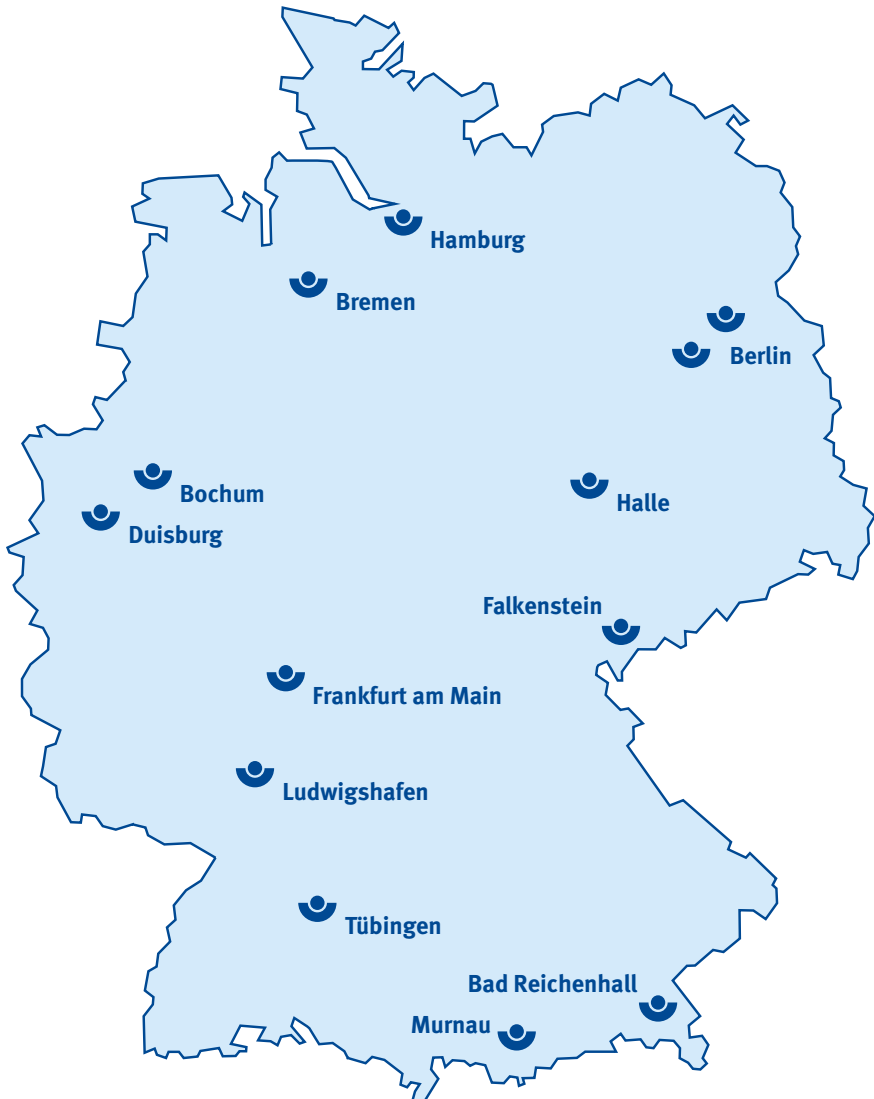 Hamburg
Bremen
Berlin
Bochum
Halle
Duisburg
Falkenstein
Frankfurt am Main
Ludwigshafen
Tübingen
Bad Reichenhall
Murnau